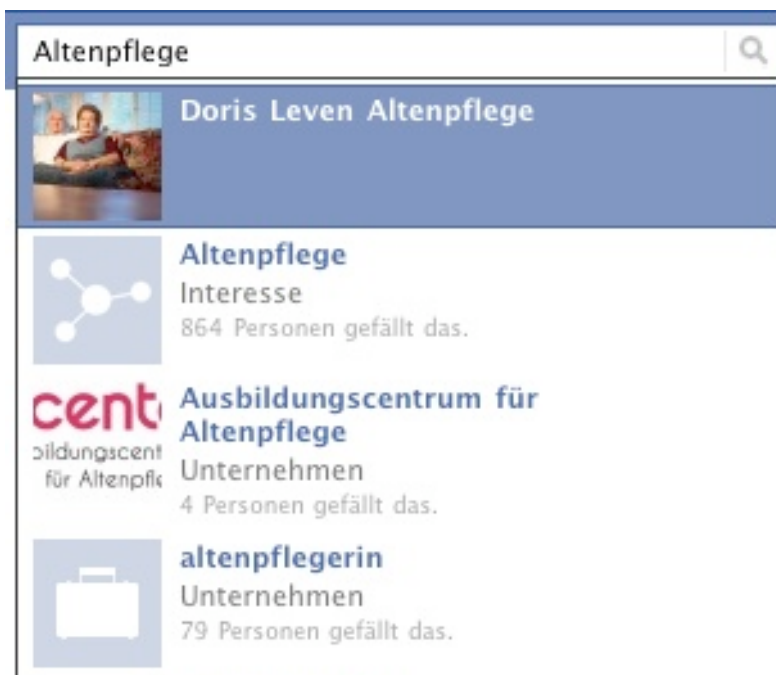 Altenpflege
Doris Leven Altenpflege
Altenpflege
Interesse
864 Personen gefällt das.
cent
bildungscent
für Altenpfle
Ausbildungscentrum für
Altenpflege
Unternehmen
4 Personen gefällt das.
altenpflegerin
Unternehmen
79 Personen gefällt das.